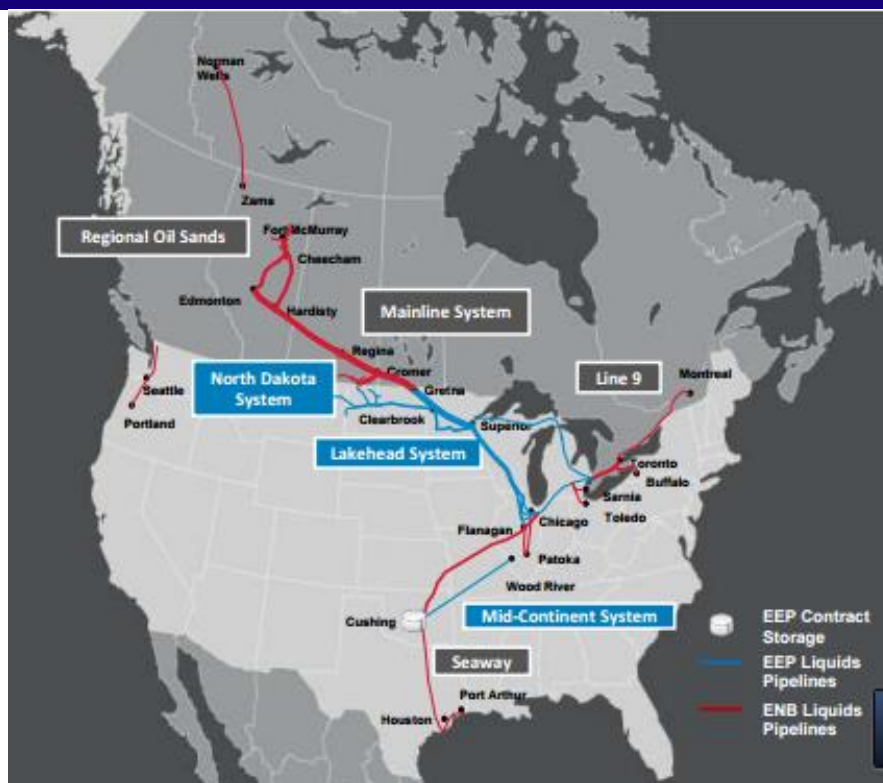 Norman
Wells
Zama
Regional Oil Sands
Fort McMurray
Cheecham
Edmonton
Hardisty
Mainline System
Regina
Cromer
North Dakota
System
Gretna
Line 9
Montreal
Seattle
Portland
Clearbrook
Superior
Lakehead System
Toronto
Buffalo
Sarnia
Toledo
Chicago
Flanagan
Patoka
Wood River
Cushing
Mid-Continent System
Seaway
Port Arthur
Houston
EEP Contract
Storage
EEP Liquids
Pipelines
ENB Liquids
Pipelines